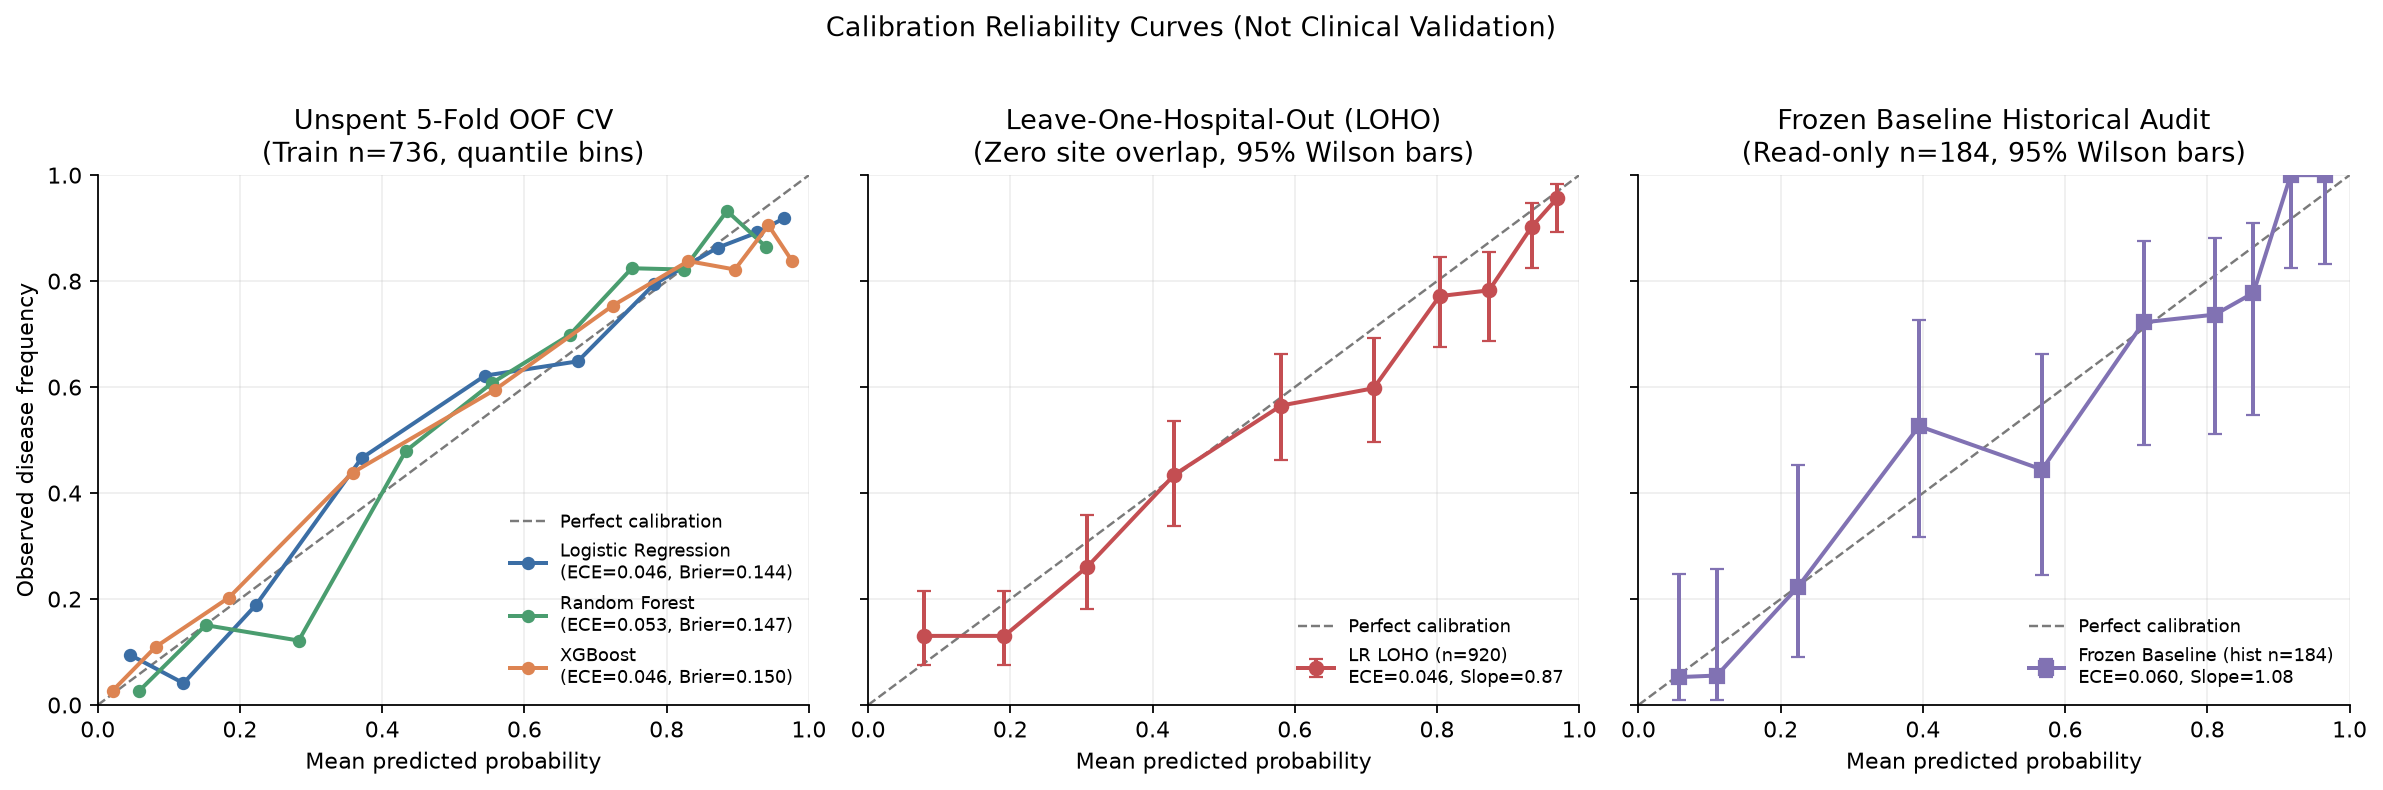 Calibration Reliability Curves (Not Clinical Validation)
Unspent 5-Fold OOF CV
(Train n=736, quantile bins)
Observed disease frequency
1.0
0.8
0.6
0.4
0.2
0.0
0.0 0.2 0.4 0.6 0.8 1.0
Mean predicted probability
Perfect calibration
Logistic Regression
(ECE=0.046, Brier=0.144)
Random Forest
(ECE=0.053, Brier=0.147)
XGBoost
(ECE=0.046, Brier=0.150)
Leave-One-Hospital-Out (LOHO)
(Zero site overlap, 95% Wilson bars)
Perfect calibration
LR LOHO (n=920)
ECE=0.046, Slope=0.87
0.0 0.2 0.4 0.6 0.8 1.0
Mean predicted probability
Frozen Baseline Historical Audit
(Read-only n=184, 95% Wilson bars)
Perfect calibration
Frozen Baseline (hist n=184)
ECE=0.060, Slope=1.08
0.0 0.2 0.4 0.6 0.8 1.0
Mean predicted probability